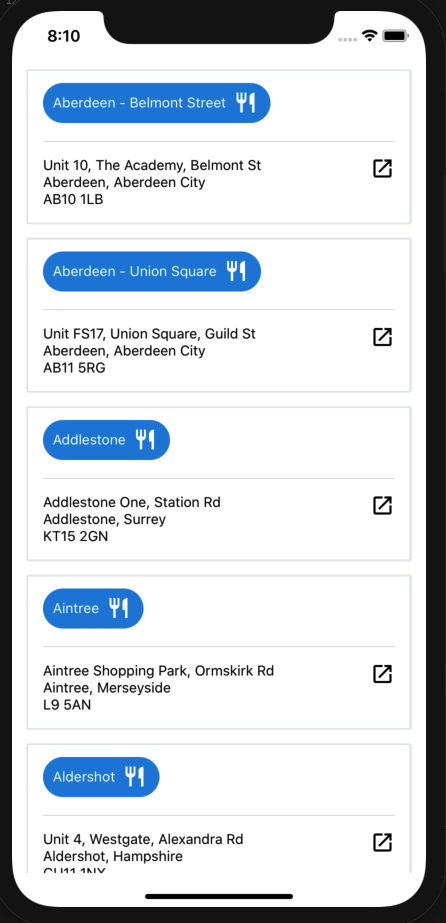 8:10
Aberdeen - Belmont Street
Unit 10, The Academy, Belmont St
Aberdeen, Aberdeen City
AB10 1LB
Aberdeen - Union Square
Unit FS17, Union Square, Guild St
Aberdeen, Aberdeen City
AB11 5RG
Addlestone
Addlestone One, Station Rd
Addlestone, Surrey
KT15 2GN
Aintree
Aintree Shopping Park, Ormskirk Rd
Aintree, Merseyside
L9 5AN
Aldershot
Unit 4, Westgate, Alexandra Rd
Aldershot, Hampshire
GU11 1NX